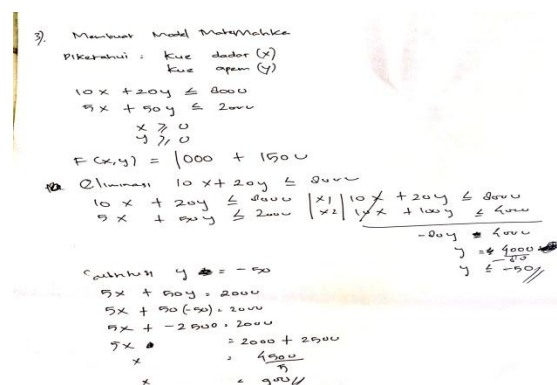 3). Membuat Model MateMahka
Diketahui : Kue dadar (x)
Kue apem (y)
10x + 20y ≤ 8000
5x + 50y ≤ 2000
x ≥ 0
y ≥ 0
F(x,y) = 1000 + 1500
Eliminasi 10x + 20y ≤ 8000
10x + 20y ≤ 8000 |x1| 10x + 20y ≤ 8000
5x + 50y ≤ 2000 |x2| 10x + 100y ≤ 4000
-80y = 4000
y = 4000
-80
y ≤ -50//
Subtitusi y = -50
5x + 50y = 2000
5x + 50(-50) = 2000
5x + -2500 = 2000
5x = 2000 + 2500
x = 4500
5
x = 900//